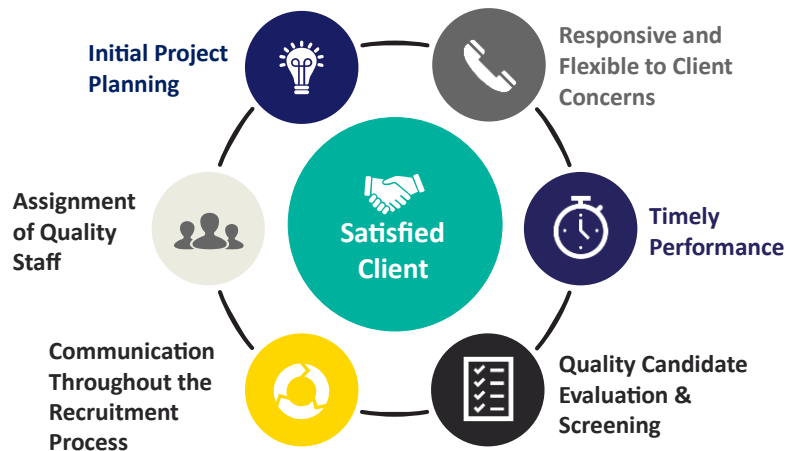 Initial Project
Planning
Responsive and
Flexible to Client
Concerns
Assignment
of Quality
Staff
Satisfied
Client
Timely
Performance
Communication
Throughout the
Recruitment
Process
Quality Candidate
Evaluation &
Screening